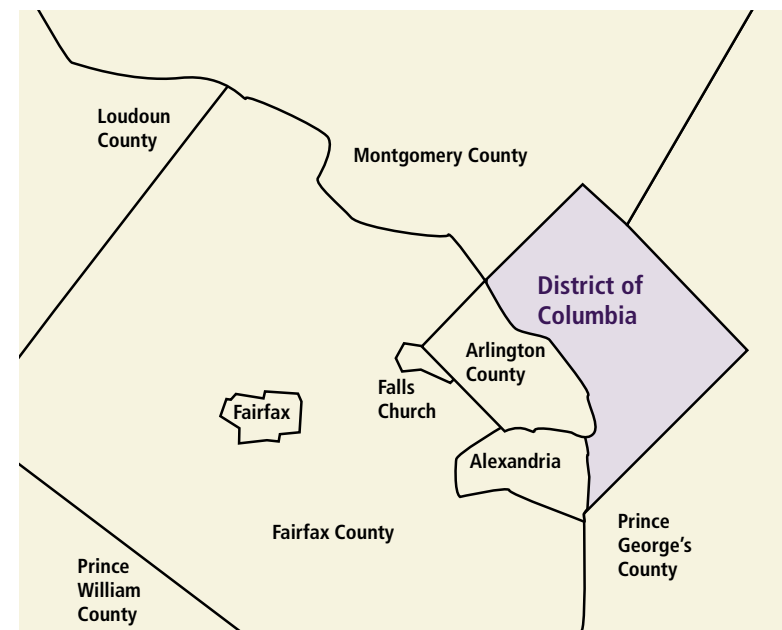 Loudoun
County
Montgomery County
District of
Columbia
Arlington
County
Falls
Church
Fairfax
Alexandria
Fairfax County
Prince
George's
County
Prince
William
County